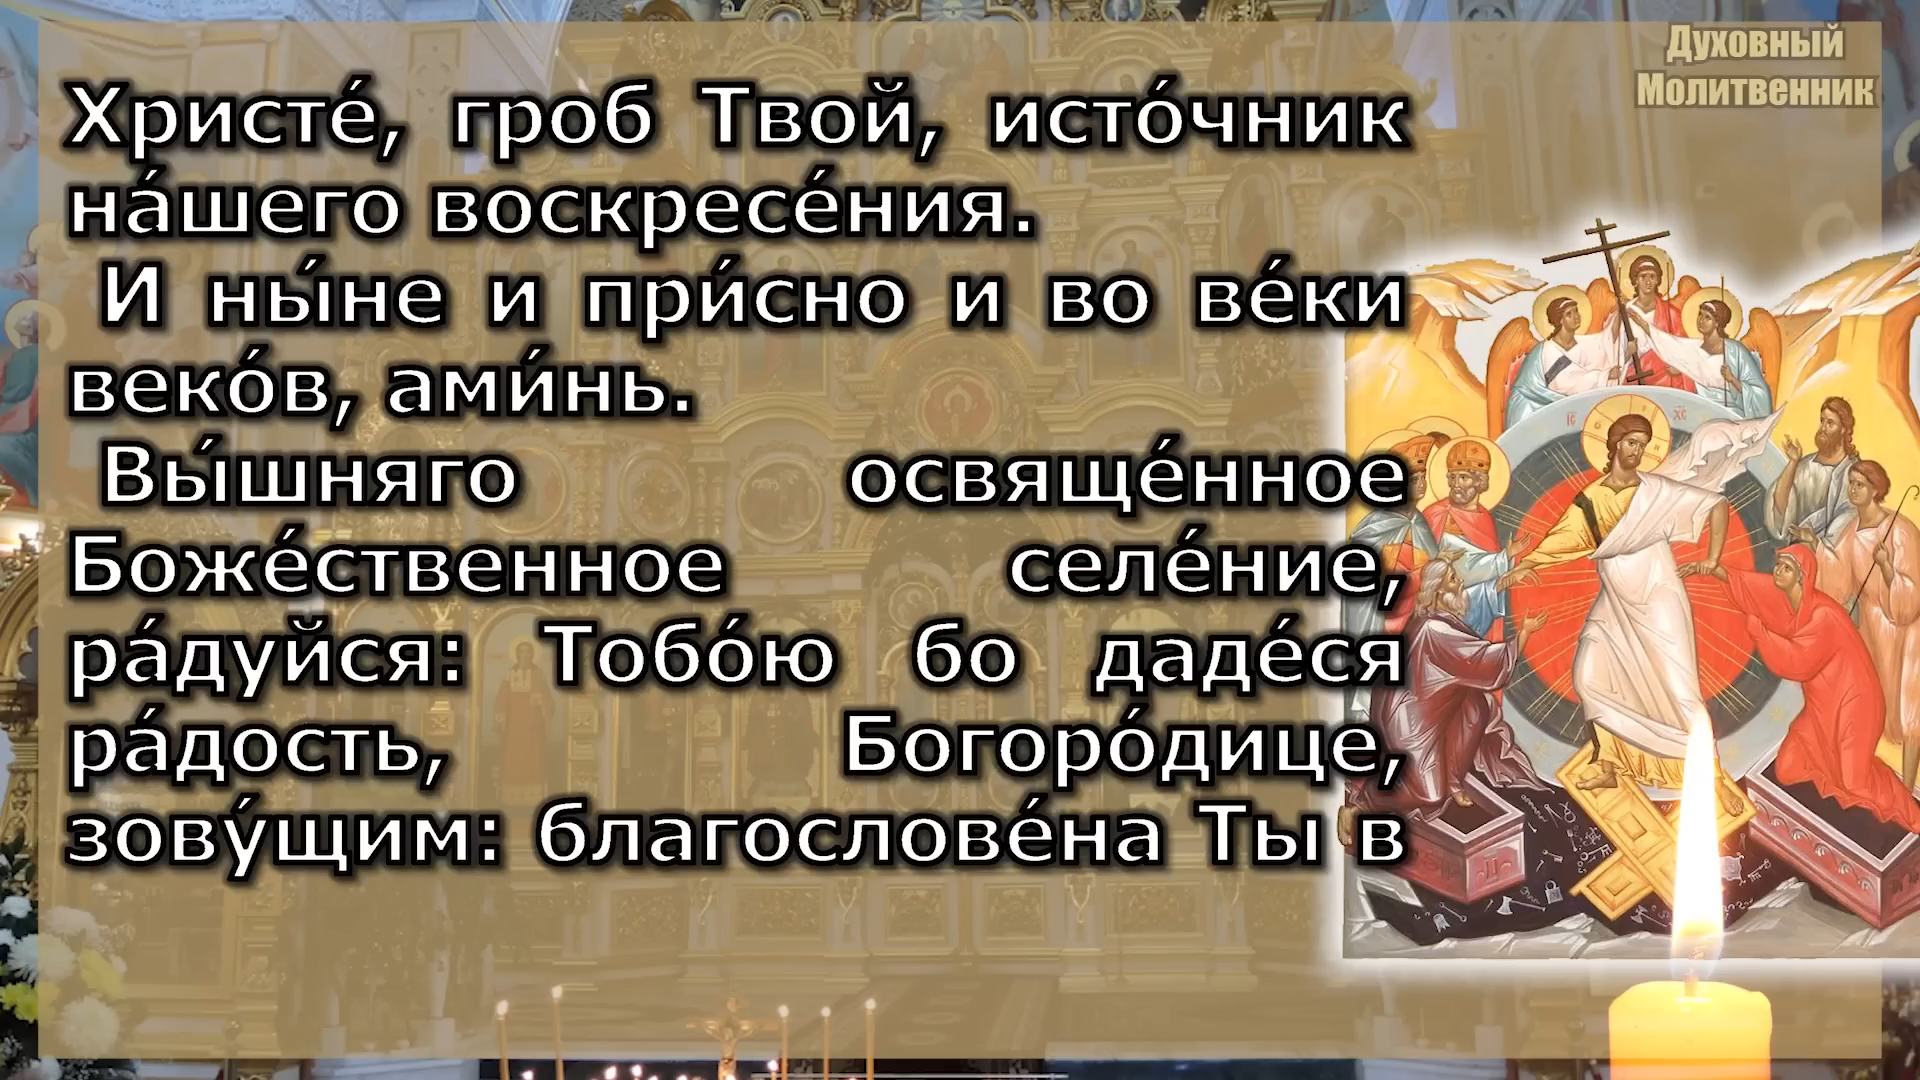 Духовный
Молитвенник
Христе́, гроб Твой, исто́чник
на́шего воскресе́ния.
И ны́не и при́сно и во ве́ки
веко́в, ами́нь.
Вы́шняго освяще́нное
Боже́ственное селе́ние,
ра́дуйся: Тобо́ю бо даде́ся
ра́дость, Богоро́дице,
зову́щим: благослове́на Ты в